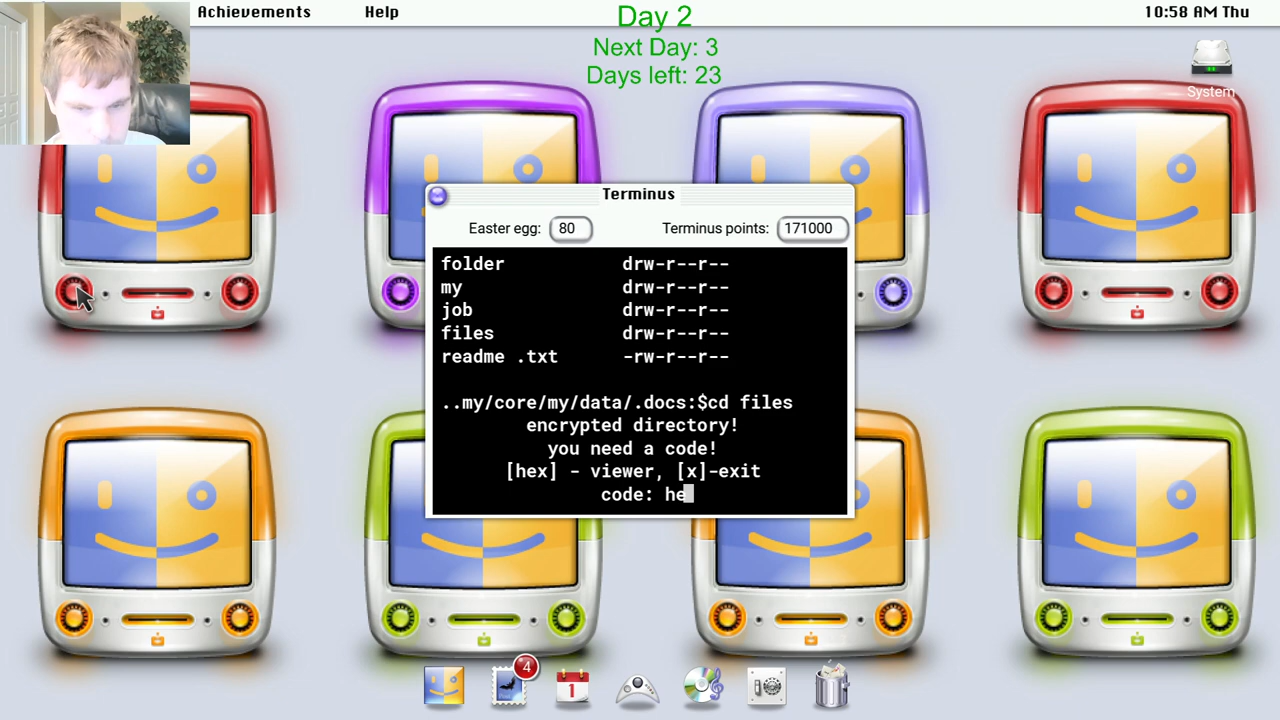 Achievements
Help
Day 2
Next Day: 3
Days left: 23
10:58 AM Thu
System
Terminus
Easter egg: 80
Terminus points: 171000
folder drw-r--r--
my drw-r--r--
job drw-r--r--
files drw-r--r--
readme .txt -rw-r--r--
..my/core/my/data/.docs:$cd files
encrypted directory!
you need a code!
[hex] - viewer, [x]-exit
code: he
4
1